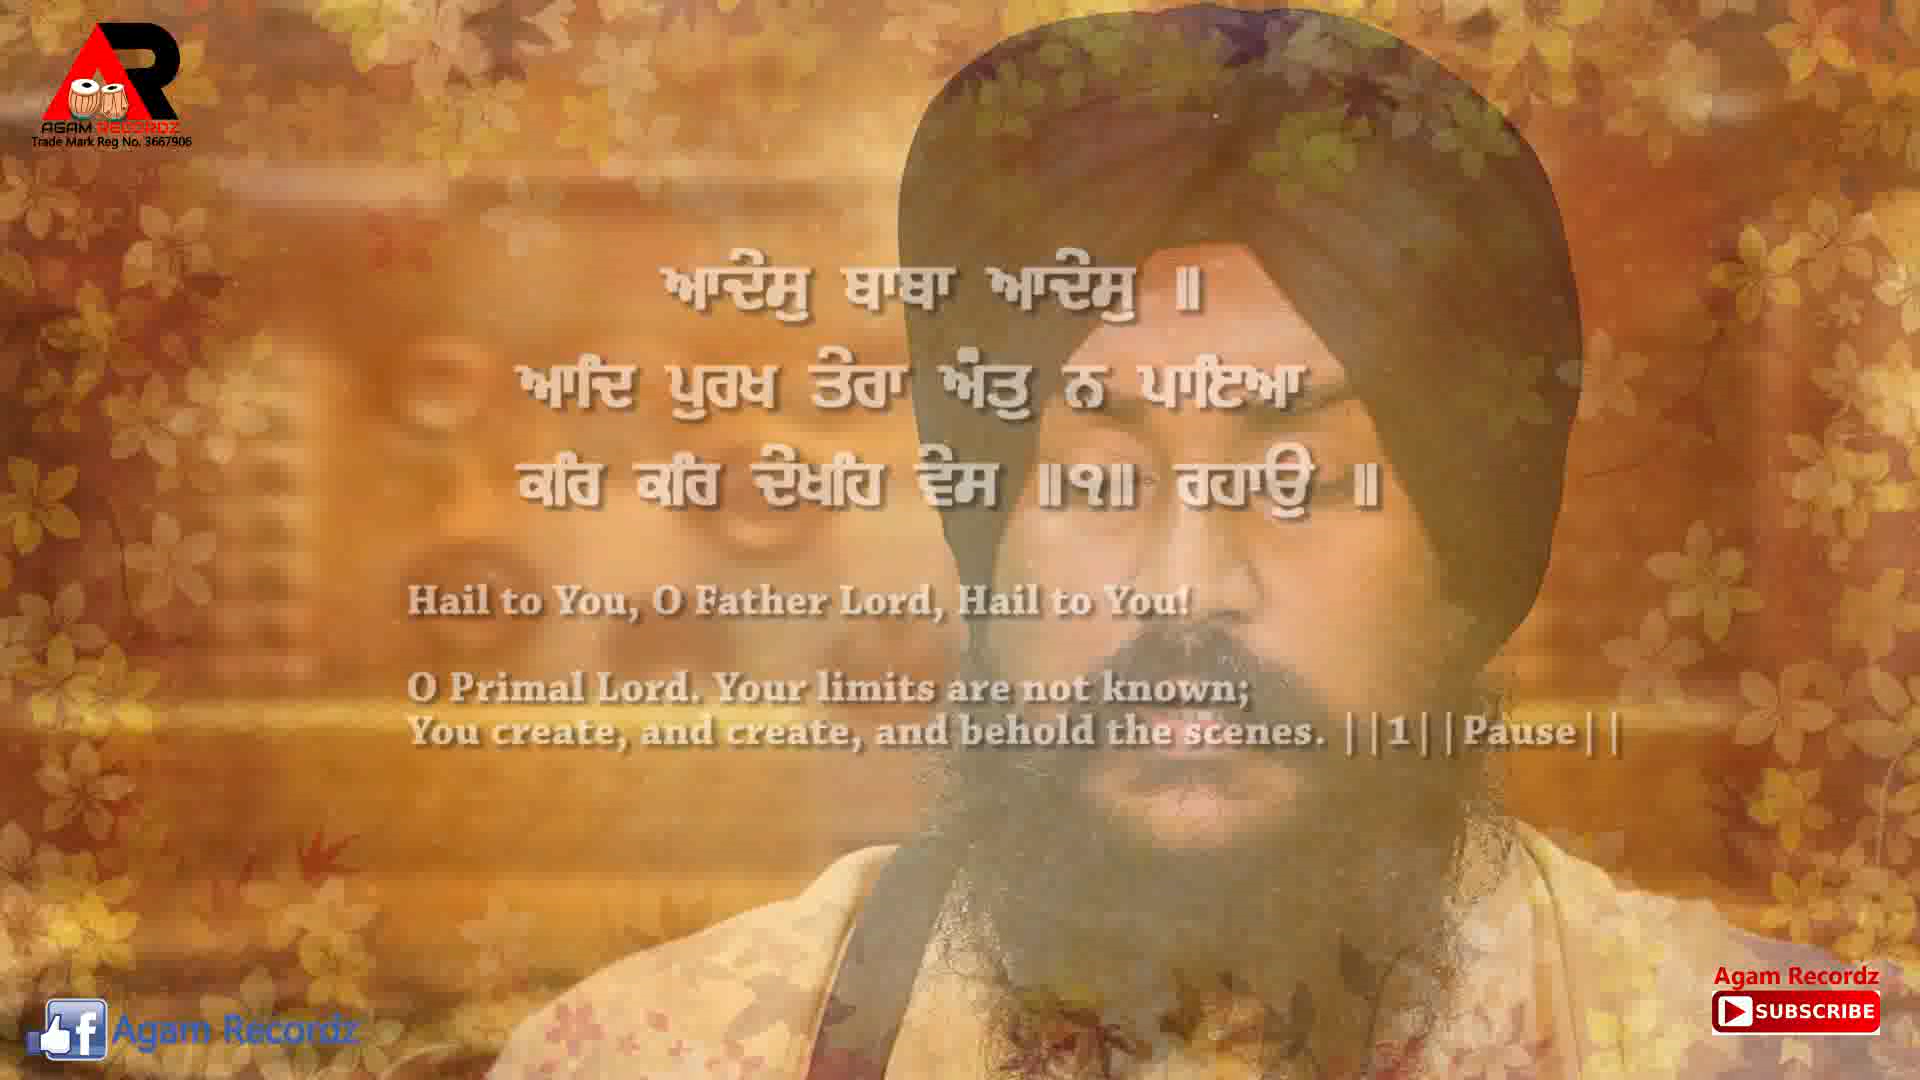 AGAM RECORDZ
Trade Mark Reg No. 3667906
ਆਦੇਸੁ ਬਾਬਾ ਆਦੇਸੁ ॥
ਆਦਿ ਪੁਰਖ ਤੇਰਾ ਅੰਤੁ ਨ ਪਾਇਆ
ਕਰਿ ਕਰਿ ਦੇਖਹਿ ਵੇਸ ॥੧॥ ਰਹਾਉ ॥
Hail to You, O Father Lord, Hail to You!
O Primal Lord. Your limits are not known;
You create, and create, and behold the scenes. ||1||Pause||
f Agam Recordz
Agam Recordz
SUBSCRIBE